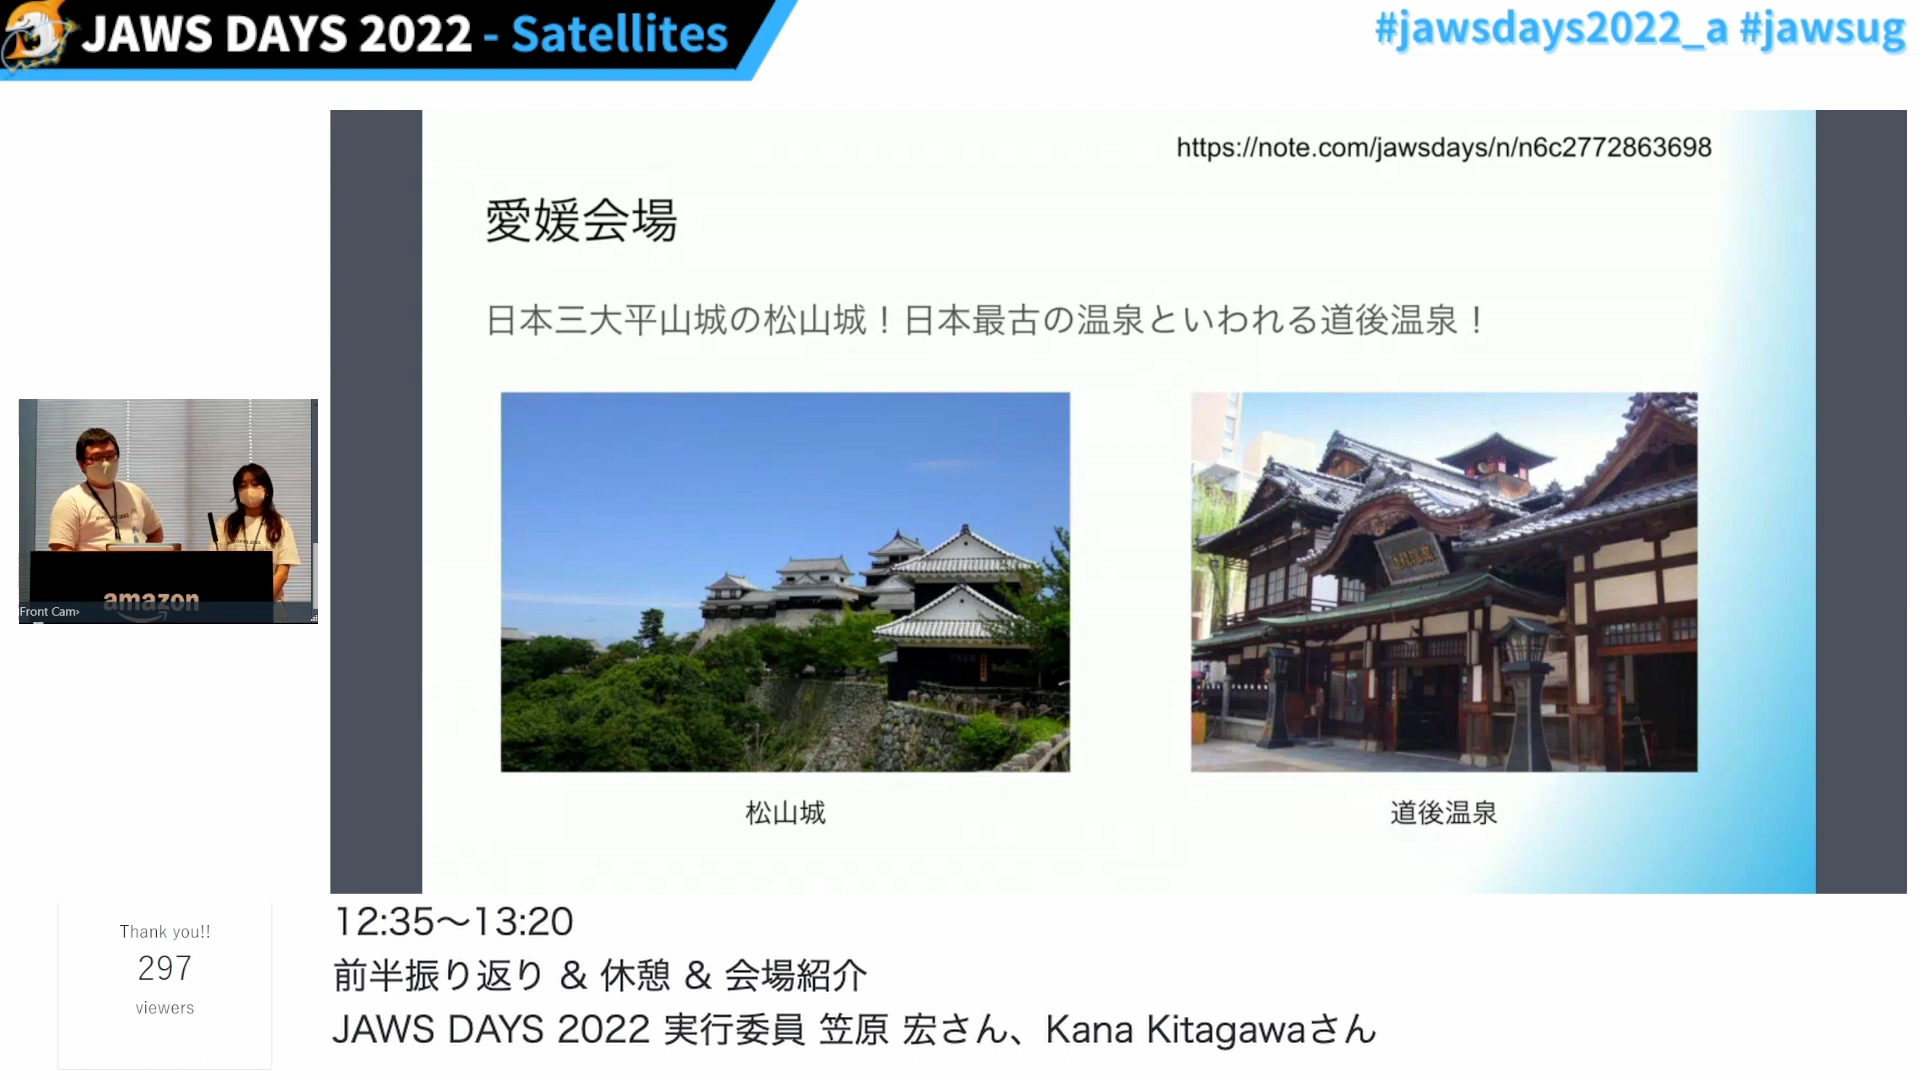 JAWS DAYS 2022 - Satellites
#jawsdays2022_a #jawsug
https://note.com/jawsdays/n/n6c2772863698
愛媛会場
日本三大平山城の松山城！日本最古の温泉といわれる道後温泉！
松山城
道後温泉
amazon
Front Cam›
Thank you!!
297
viewers
12:35〜13:20
前半振り返り & 休憩 & 会場紹介
JAWS DAYS 2022 実行委員 笠原 宏さん、Kana Kitagawaさん